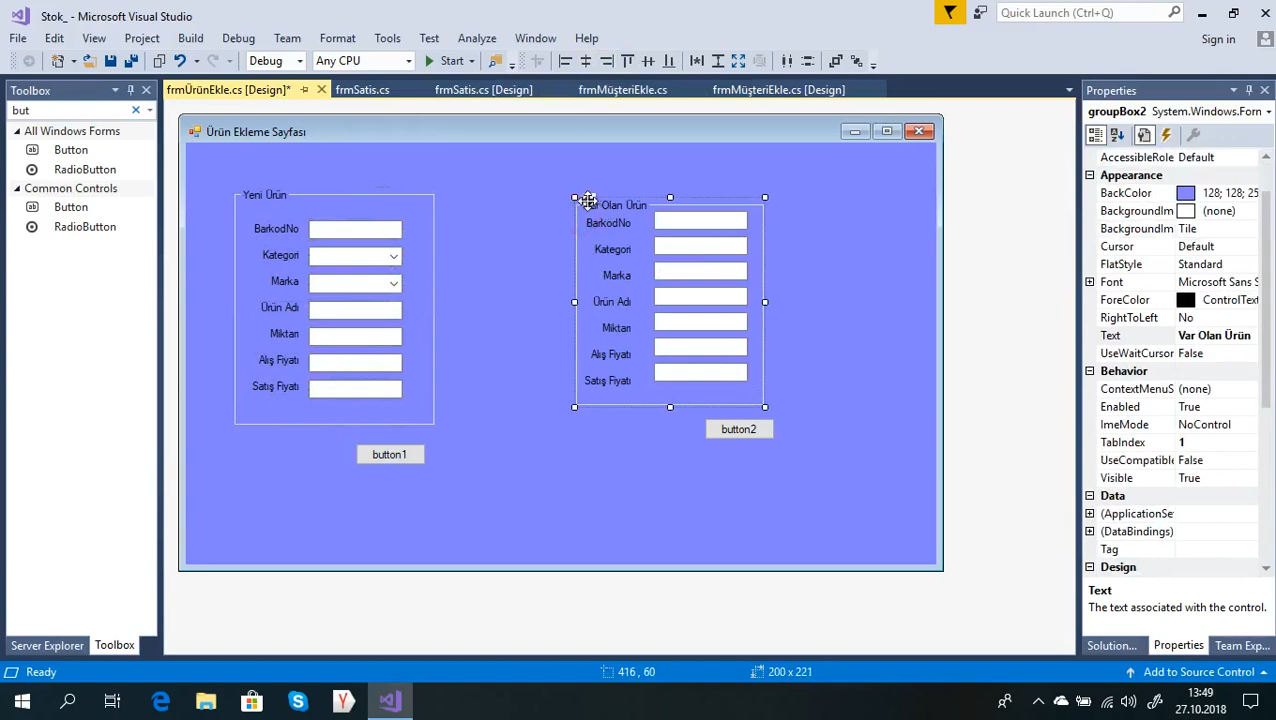 Stok_ - Microsoft Visual Studio
Quick Launch (Ctrl+Q)
File Edit View Project Build Debug Team Format Tools Test Analyze Window Help
Sign in
Debug Any CPU Start
Toolbox
frmÜrünEkle.cs [Design]* frmSatis.cs frmSatis.cs [Design] frmMüşteriEkle.cs frmMüşteriEkle.cs [Design]
Properties
but
All Windows Forms
Button
RadioButton
Common Controls
Button
RadioButton
Ürün Ekleme Sayfası
Yeni Ürün
BarkodNo
Kategori
Marka
Ürün Adı
Miktarı
Alış Fiyatı
Satış Fiyatı
button1
Olan Ürün
BarkodNo
Kategori
Marka
Ürün Adı
Miktarı
Alış Fiyatı
Satış Fiyatı
button2
groupBox2 System.Windows.Form
AccessibleRole Default
Appearance
BackColor 128; 128; 25
BackgroundImag (none)
BackgroundImag Tile
Cursor Default
FlatStyle Standard
Font Microsoft Sans S
ForeColor ControlText
RightToLeft No
Text Var Olan Ürün
UseWaitCursor False
Behavior
ContextMenuS (none)
Enabled True
ImeMode NoControl
TabIndex 1
UseCompatible False
Visible True
Data
(ApplicationSe
(DataBindings)
Tag
Design
Text
The text associated with the control.
Server Explorer Toolbox
Solution... Properties Team Exp...
Ready
416 , 60
200 x 221
Add to Source Control
13:49
27.10.2018